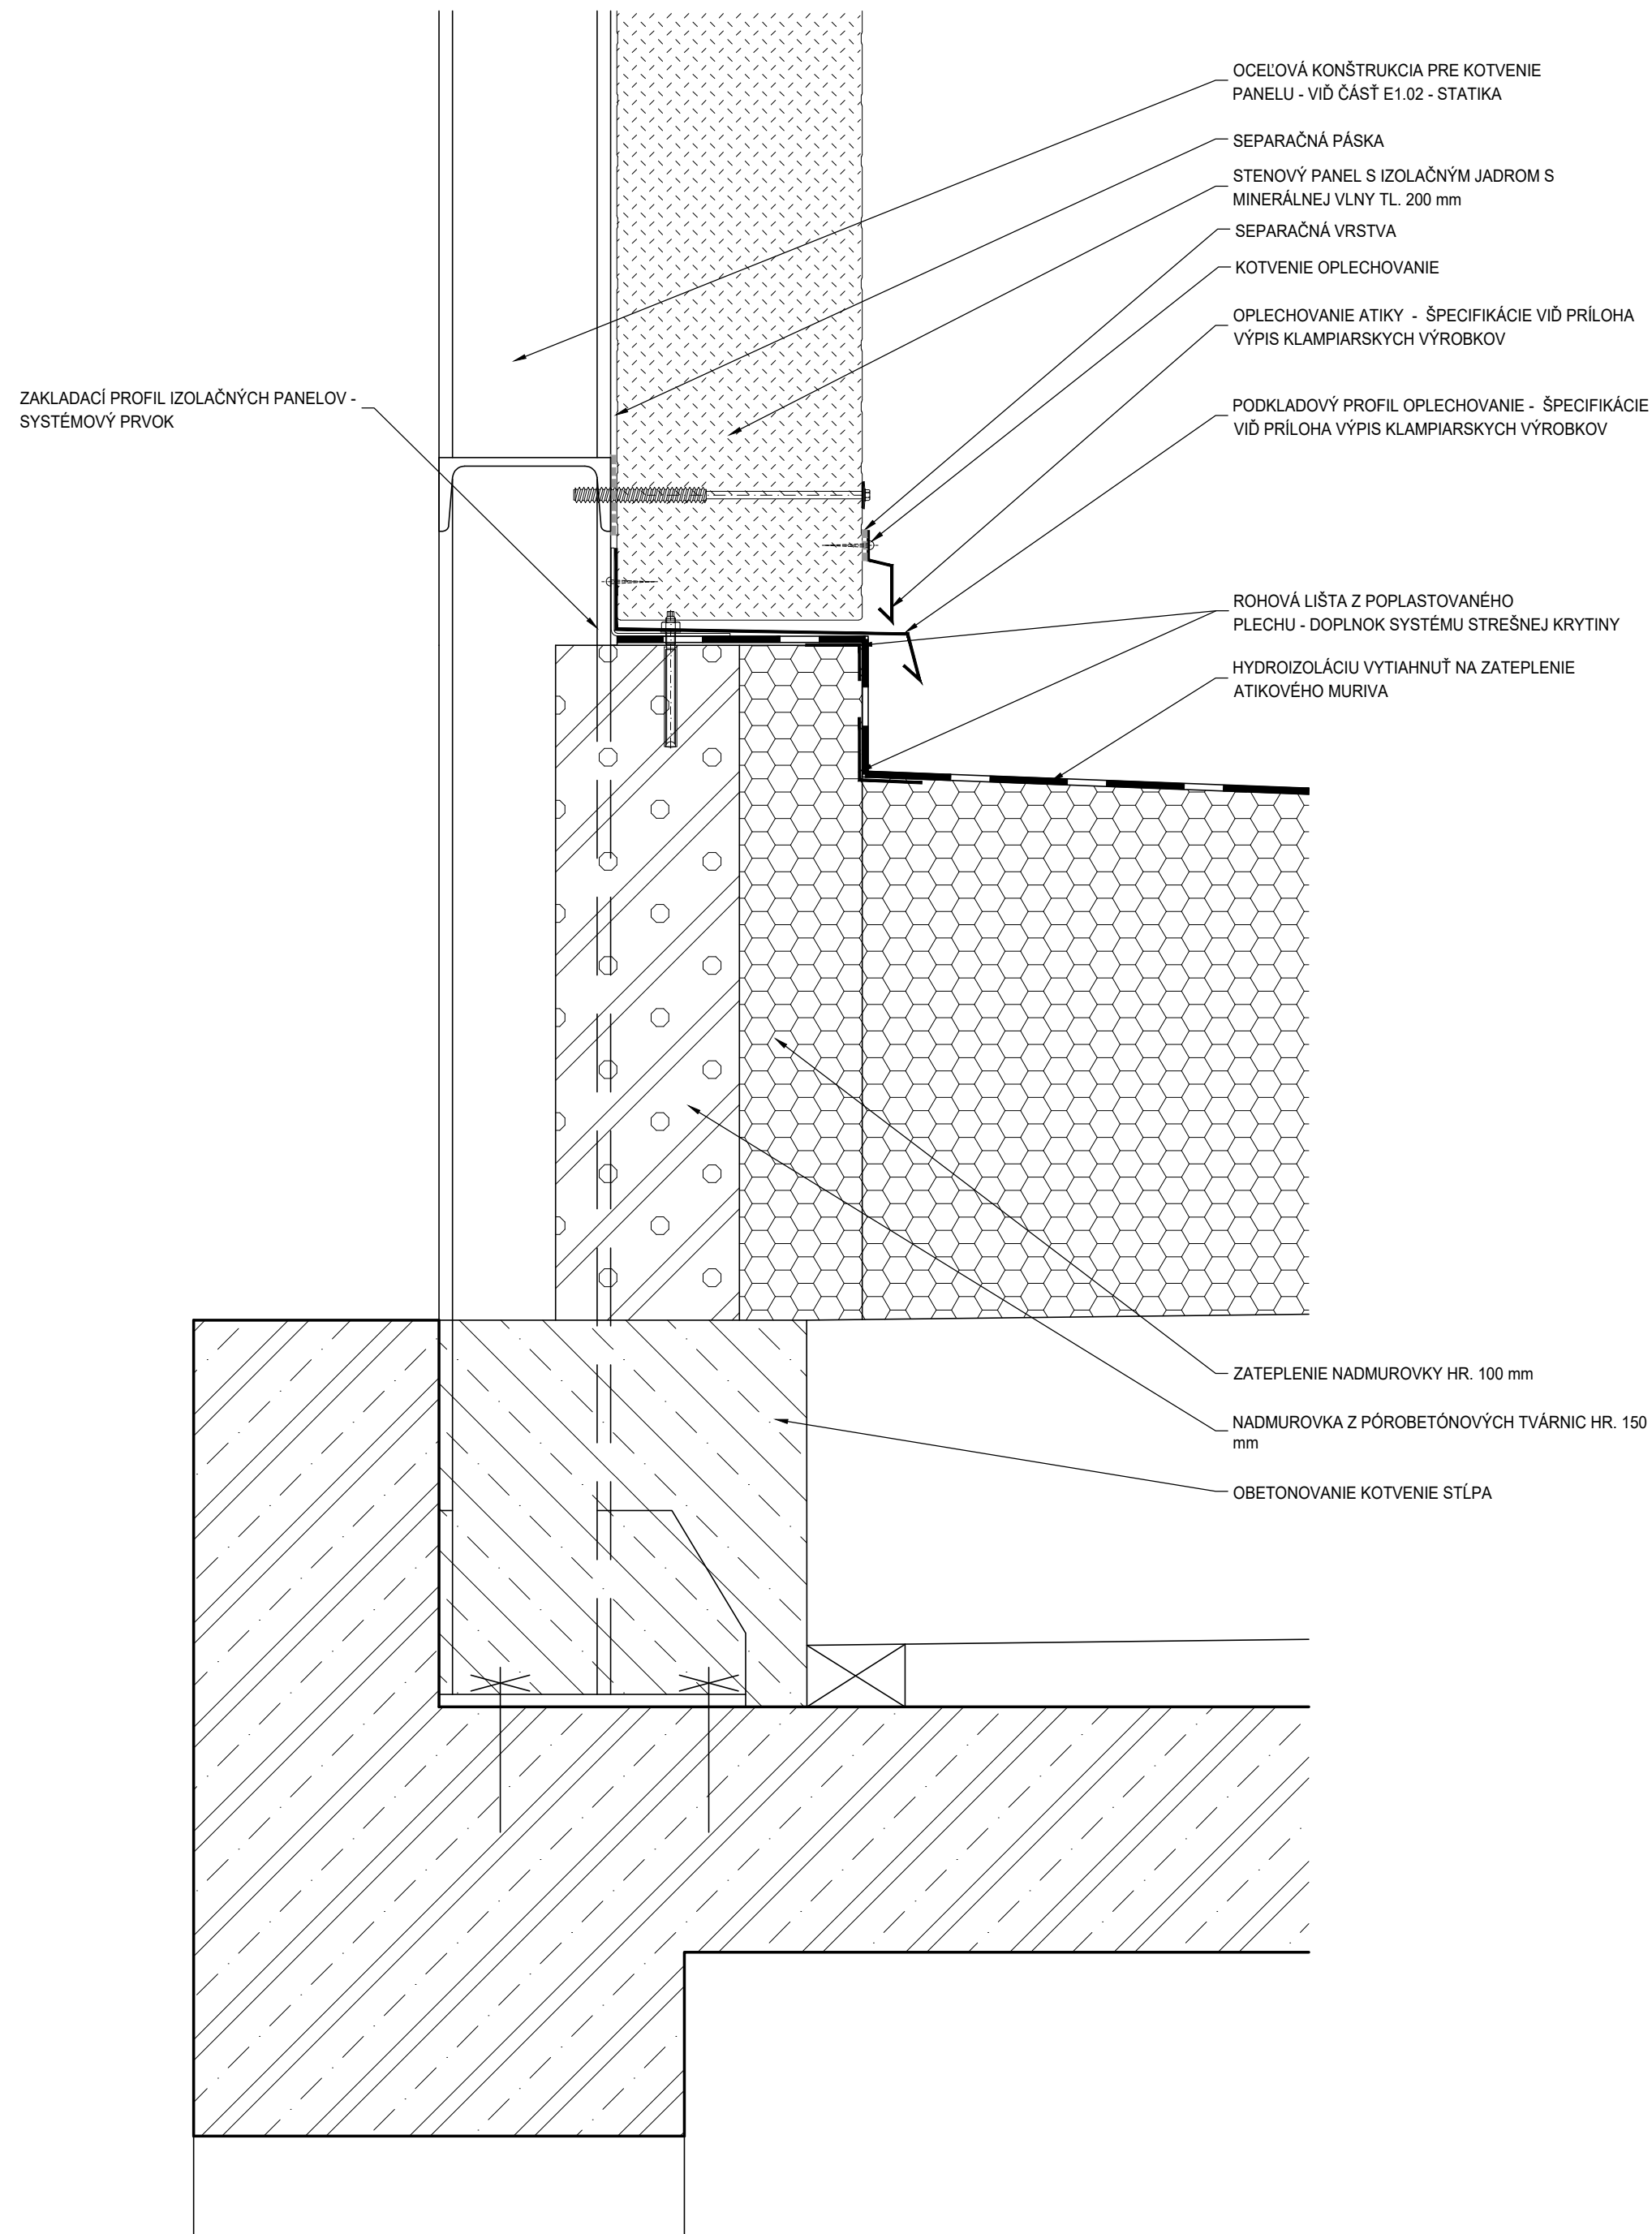 OCEĽOVÁ KONŠTRUKCIA PRE KOTVENIE
PANELU - VIĎ ČÁSŤ E1.02 - STATIKA
SEPARAČNÁ PÁSKA
STENOVÝ PANEL S IZOLAČNÝM JADROM S
MINERÁLNEJ VLNY TL. 200 mm
SEPARAČNÁ VRSTVA
KOTVENIE OPLECHOVANIE
OPLECHOVANIE ATIKY - ŠPECIFIKÁCIE VIĎ PRÍLOHA
VÝPIS KLAMPIARSKYCH VÝROBKOV
ZAKLADACÍ PROFIL IZOLAČNÝCH PANELOV -
SYSTÉMOVÝ PRVOK
PODKLADOVÝ PROFIL OPLECHOVANIE - ŠPECIFIKÁCIE
VIĎ PRÍLOHA VÝPIS KLAMPIARSKYCH VÝROBKOV
ROHOVÁ LIŠTA Z POPLASTOVANÉHO
PLECHU - DOPLNOK SYSTÉMU STREŠNEJ KRYTINY
HYDROIZOLÁCIU VYTIAHNUŤ NA ZATEPLENIE
ATIKOVÉHO MURIVA
ZATEPLENIE NADMUROVKY HR. 100 mm
NADMUROVKA Z PÓROBETÓNOVÝCH TVÁRNIC HR. 150
mm
OBETONOVANIE KOTVENIE STĹPA